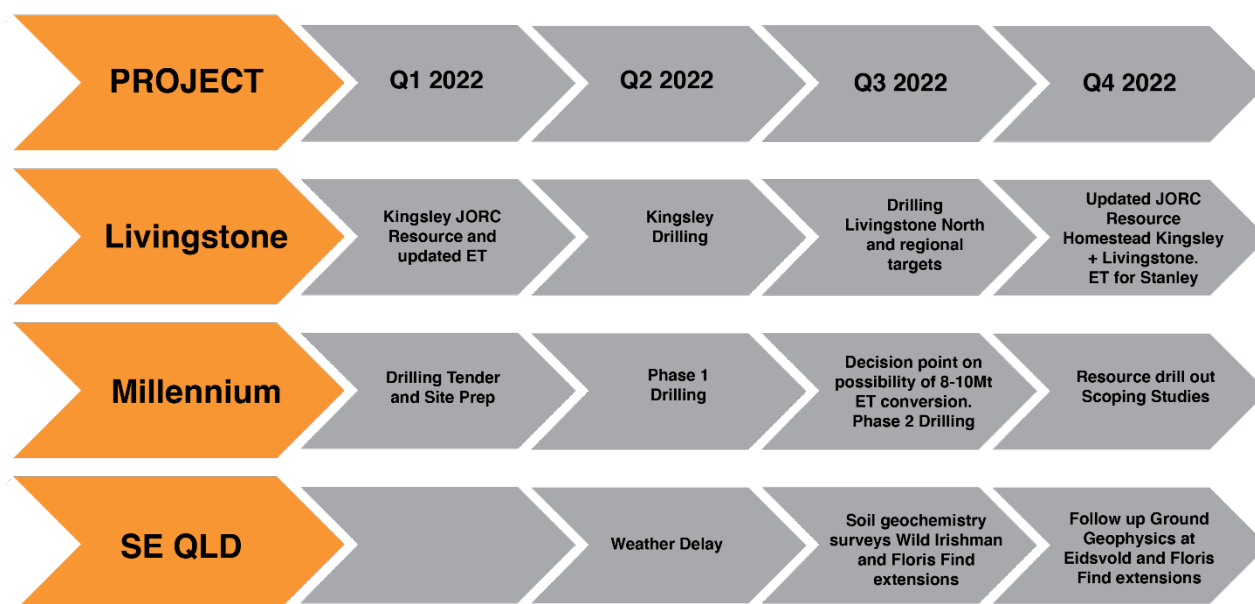 PROJECT
Q1 2022
Q2 2022
Q3 2022
Q4 2022
Livingstone
Kingsley JORC
Resource and
updated ET
Kingsley
Drilling
Drilling
Livingstone North
and regional
targets
Updated JORC
Resource
Homestead Kingsley
+ Livingstone.
ET for Stanley
Millennium
Drilling Tender
and Site Prep
Phase 1
Drilling
Decision point on
possibility of 8-10Mt
ET conversion.
Phase 2 Drilling
Resource drill out
Scoping Studies
SE QLD
Weather Delay
Soil geochemistry
surveys Wild Irishman
and Floris Find
extensions
Follow up Ground
Geophysics at
Eidsvold and Floris
Find extensions